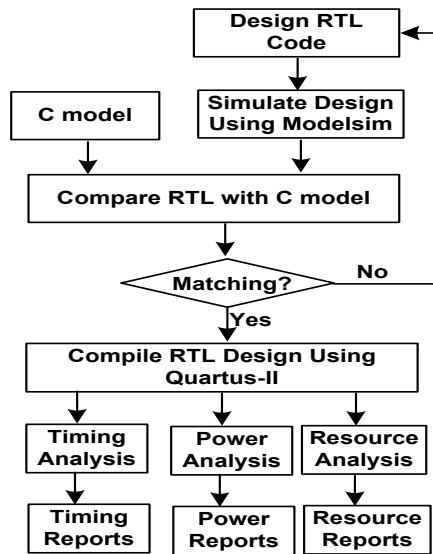 Design RTL
Code
Simulate Design
Using Modelsim
C model
Compare RTL with C model
Matching?
No
Yes
Compile RTL Design Using
Quartus-II
Timing
Analysis
Power
Analysis
Resource
Analysis
Timing
Reports
Power
Reports
Resource
Reports